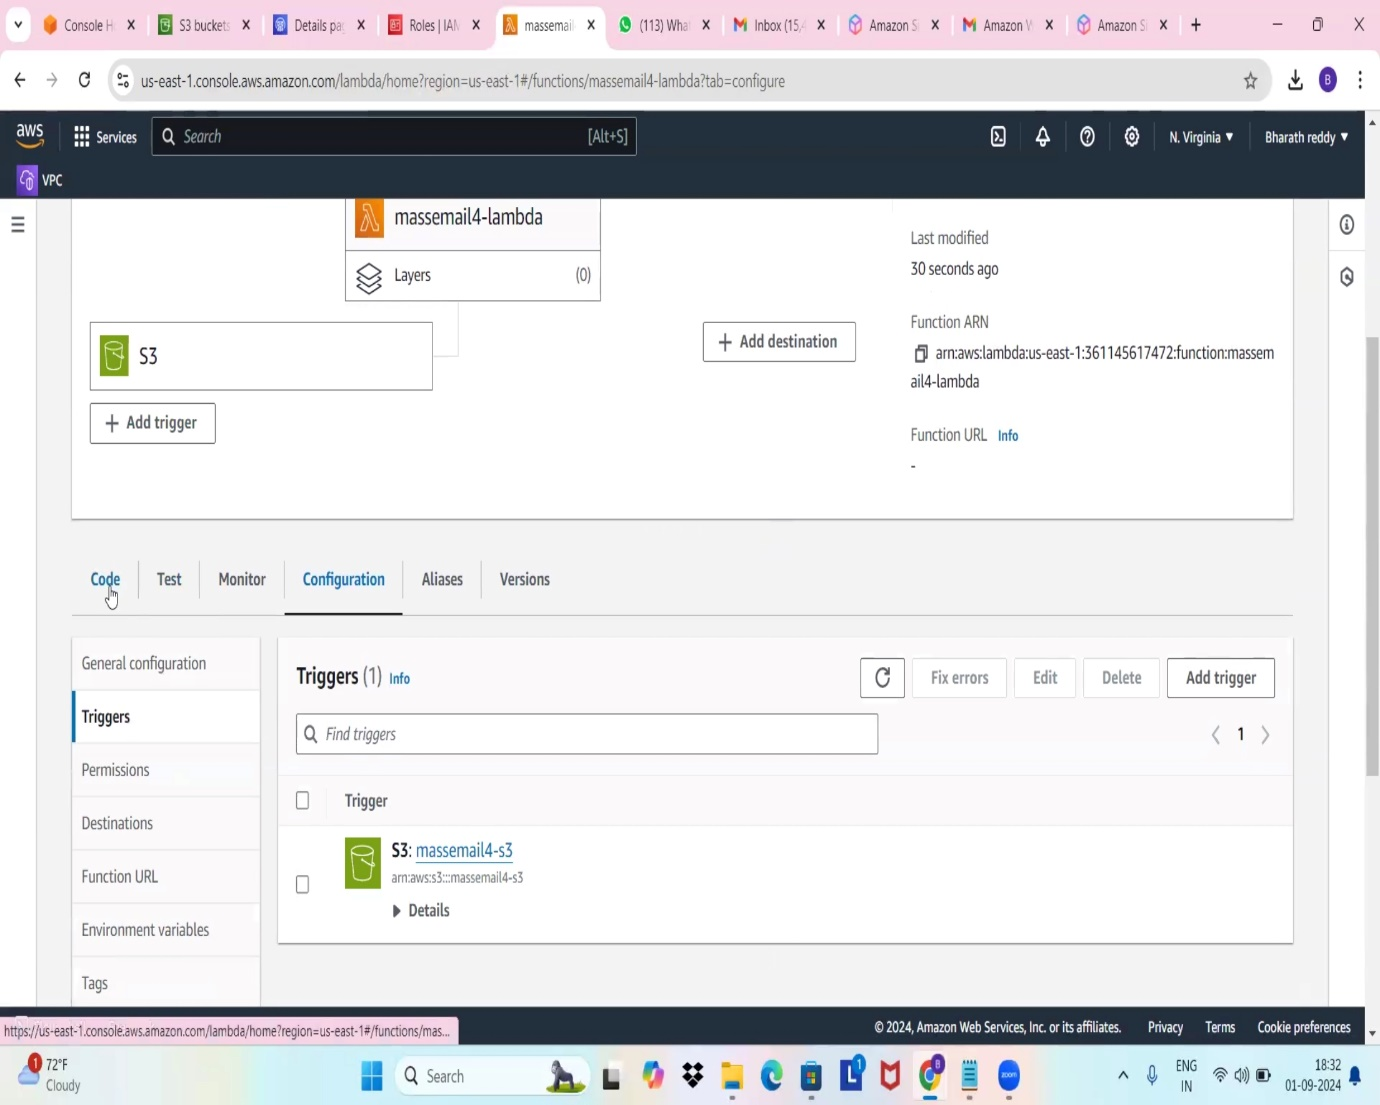 Console H
S3 bucket
Details pa
Roles | IAM
massemail
(113) Wha
Inbox (15,4
Amazon S
Amazon W
Amazon S
us-east-1.console.aws.amazon.com/lambda/home?region=us-east-1#/functions/massemail4-lambda?tab=configure
B
aws
Services
Search
[Alt+S]
N. Virginia
Bharath reddy
VPC
massemail4-lambda
Layers
(0)
S3
+ Add trigger
+ Add destination
Last modified
30 seconds ago
Function ARN
arn:aws:lambda:us-east-1:361145617472:function:massem
ail4-lambda
Function URL Info
-
Code
Test
Monitor
Configuration
Aliases
Versions
General configuration
Triggers
Permissions
Destinations
Function URL
Environment variables
Tags
Triggers (1) Info
Fix errors
Edit
Delete
Add trigger
Find triggers
1
Trigger
S3: massemail4-s3
arn:aws:s3:::massemail4-s3
Details
https://us-east-1.console.aws.amazon.com/lambda/home?region=us-east-1#/functions/mas...
© 2024, Amazon Web Services, Inc. or its affiliates.
Privacy
Terms
Cookie preferences
1
72°F
Cloudy
Search
L
1
B
zoom
ENG
IN
18:32
01-09-2024